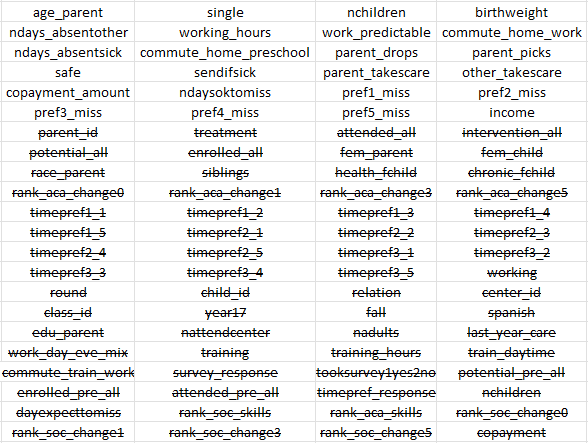 age_parent single nchildren birthweight
ndays_absentother working_hours work_predictable commute_home_work
ndays_absentsick commute_home_preschool parent_drops parent_picks
safe sendifsick parent_takescare other_takescare
copayment_amount ndaysoktomiss pref1_miss pref2_miss
pref3_miss pref4_miss pref5_miss income
parent_id treatment attended_all intervention_all
potential_all enrolled_all fem_parent fem_child
race_parent siblings health_fchild chronic_fchild
rank_aca_change0 rank_aca_change1 rank_aca_change3 rank_aca_change5
timepref1_1 timepref1_2 timepref1_3 timepref1_4
timepref1_5 timepref2_1 timepref2_2 timepref2_3
timepref2_4 timepref2_5 timepref3_1 timepref3_2
timepref3_3 timepref3_4 timepref3_5 working
round child_id relation center_id
class_id year17 fall spanish
edu_parent nattendcenter nadults last_year_care
work_day_eve_mix training training_hours train_daytime
commute_train_work survey_response tooksurvey1yes2no potential_pre_all
enrolled_pre_all attended_pre_all timepref_response nchildren
dayexpecttomiss rank_soc_skills rank_aca_skills rank_soc_change0
rank_soc_change1 rank_soc_change3 rank_soc_change5 copayment